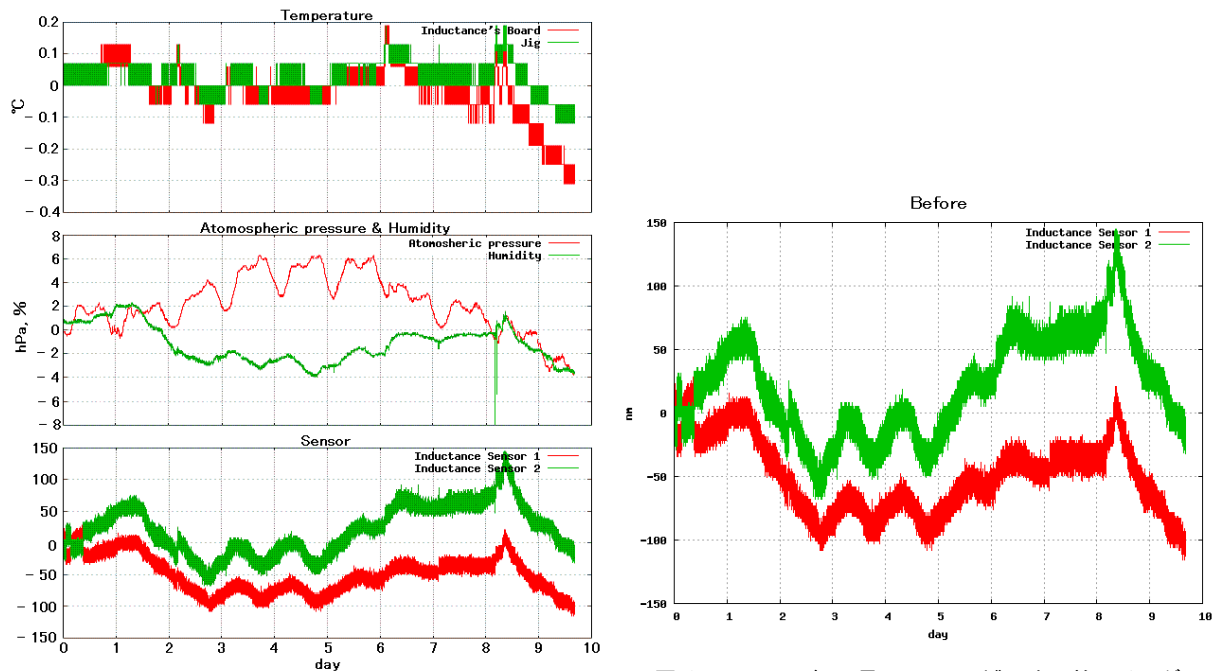 Temperature
Inductance's Board
Jig
0.2
0.1
0
－0.1
－0.2
－0.3
－0.4
℃
Atomospheric pressure & Humidity
Atomosheric pressure
Humidity
8
6
4
2
0
－2
－4
－6
－8
hPa, %
Sensor
Inductance Sensor 1
Inductance Sensor 2
150
100
50
0
－50
－100
－150
0 1 2 3 4 5 6 7 8 9 10
day
Before
Inductance Sensor 1
Inductance Sensor 2
150
100
50
0
-50
-100
-150
nm
0 1 2 3 4 5 6 7 8 9 10
day